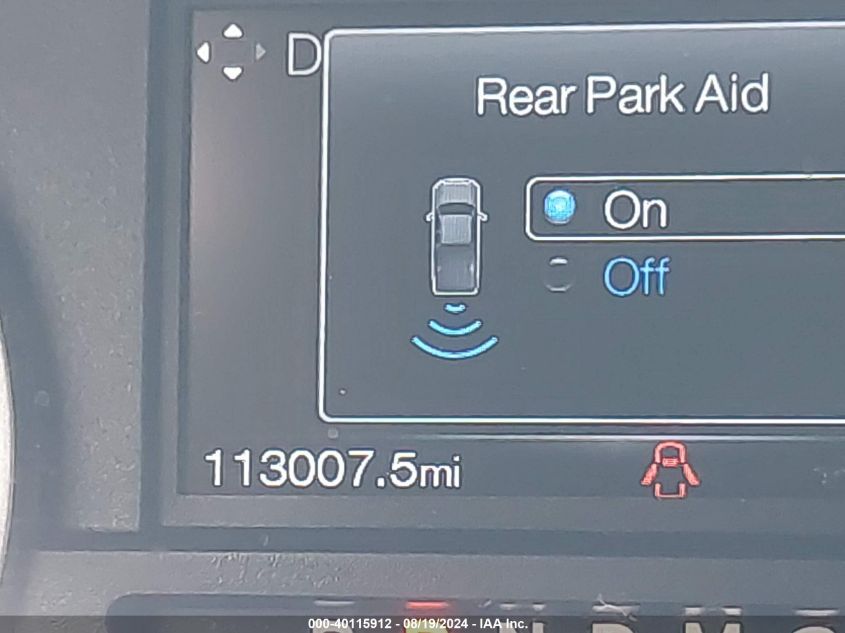 D
Rear Park Aid
On
Off
113007.5mi
N D M
000-40115912 - 08/19/2024 - IAA Inc.